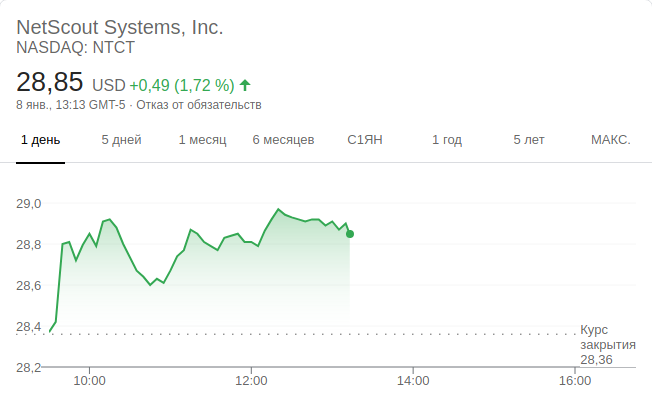 NetScout Systems, Inc.
NASDAQ: NTCT
28,85 USD +0,49 (1,72 %)
8 янв., 13:13 GMT-5 · Отказ от обязательств
1 день 5 дней 1 месяц 6 месяцев С1ЯН 1 год 5 лет МАКС.
29,0
28,8
28,6
28,4
Курс
закрытия
28,36
28,2
10:00 12:00 14:00 16:00